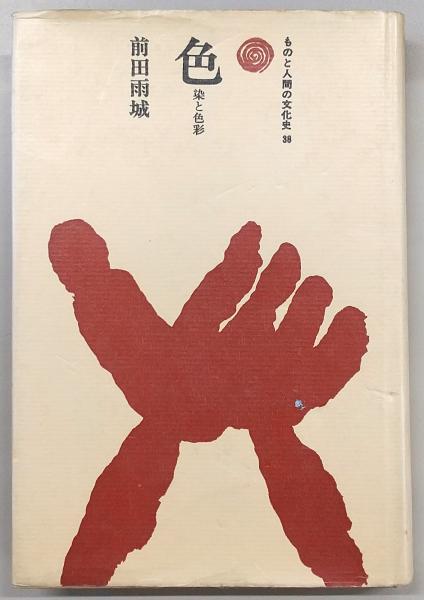 ものと人間の文化史 38
色
染と色彩
前田雨城